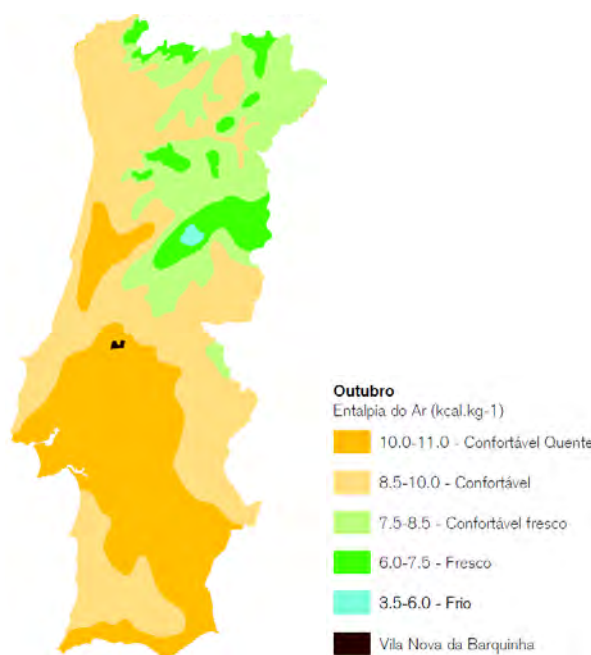 Outubro
Entalpia do Ar (kcal.kg-1)
10.0-11.0 - Confortável Quente
8.5-10.0 - Confortável
7.5-8.5 - Confortável fresco
6.0-7.5 - Fresco
3.5-6.0 - Frio
Vila Nova da Barquinha